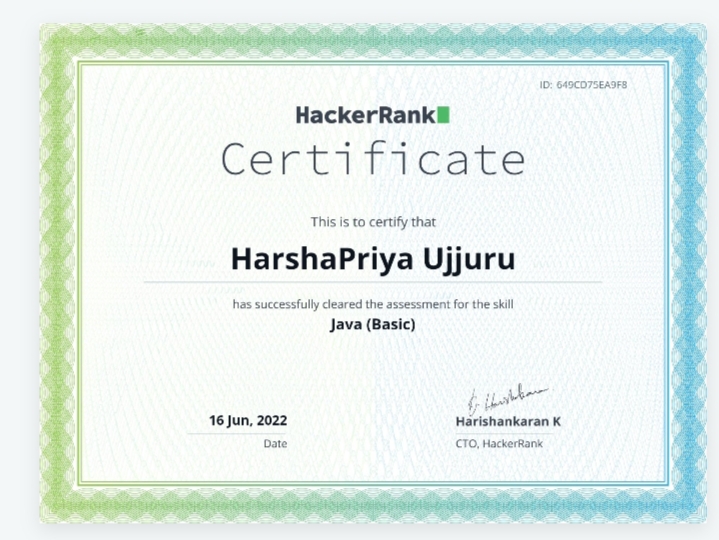 ID: 649CD75EA9F8
HackerRank
Certificate
This is to certify that
HarshaPriya Ujjuru
has successfully cleared the assessment for the skill
Java (Basic)
16 Jun, 2022
Date
Harishankaran K
CTO, HackerRank